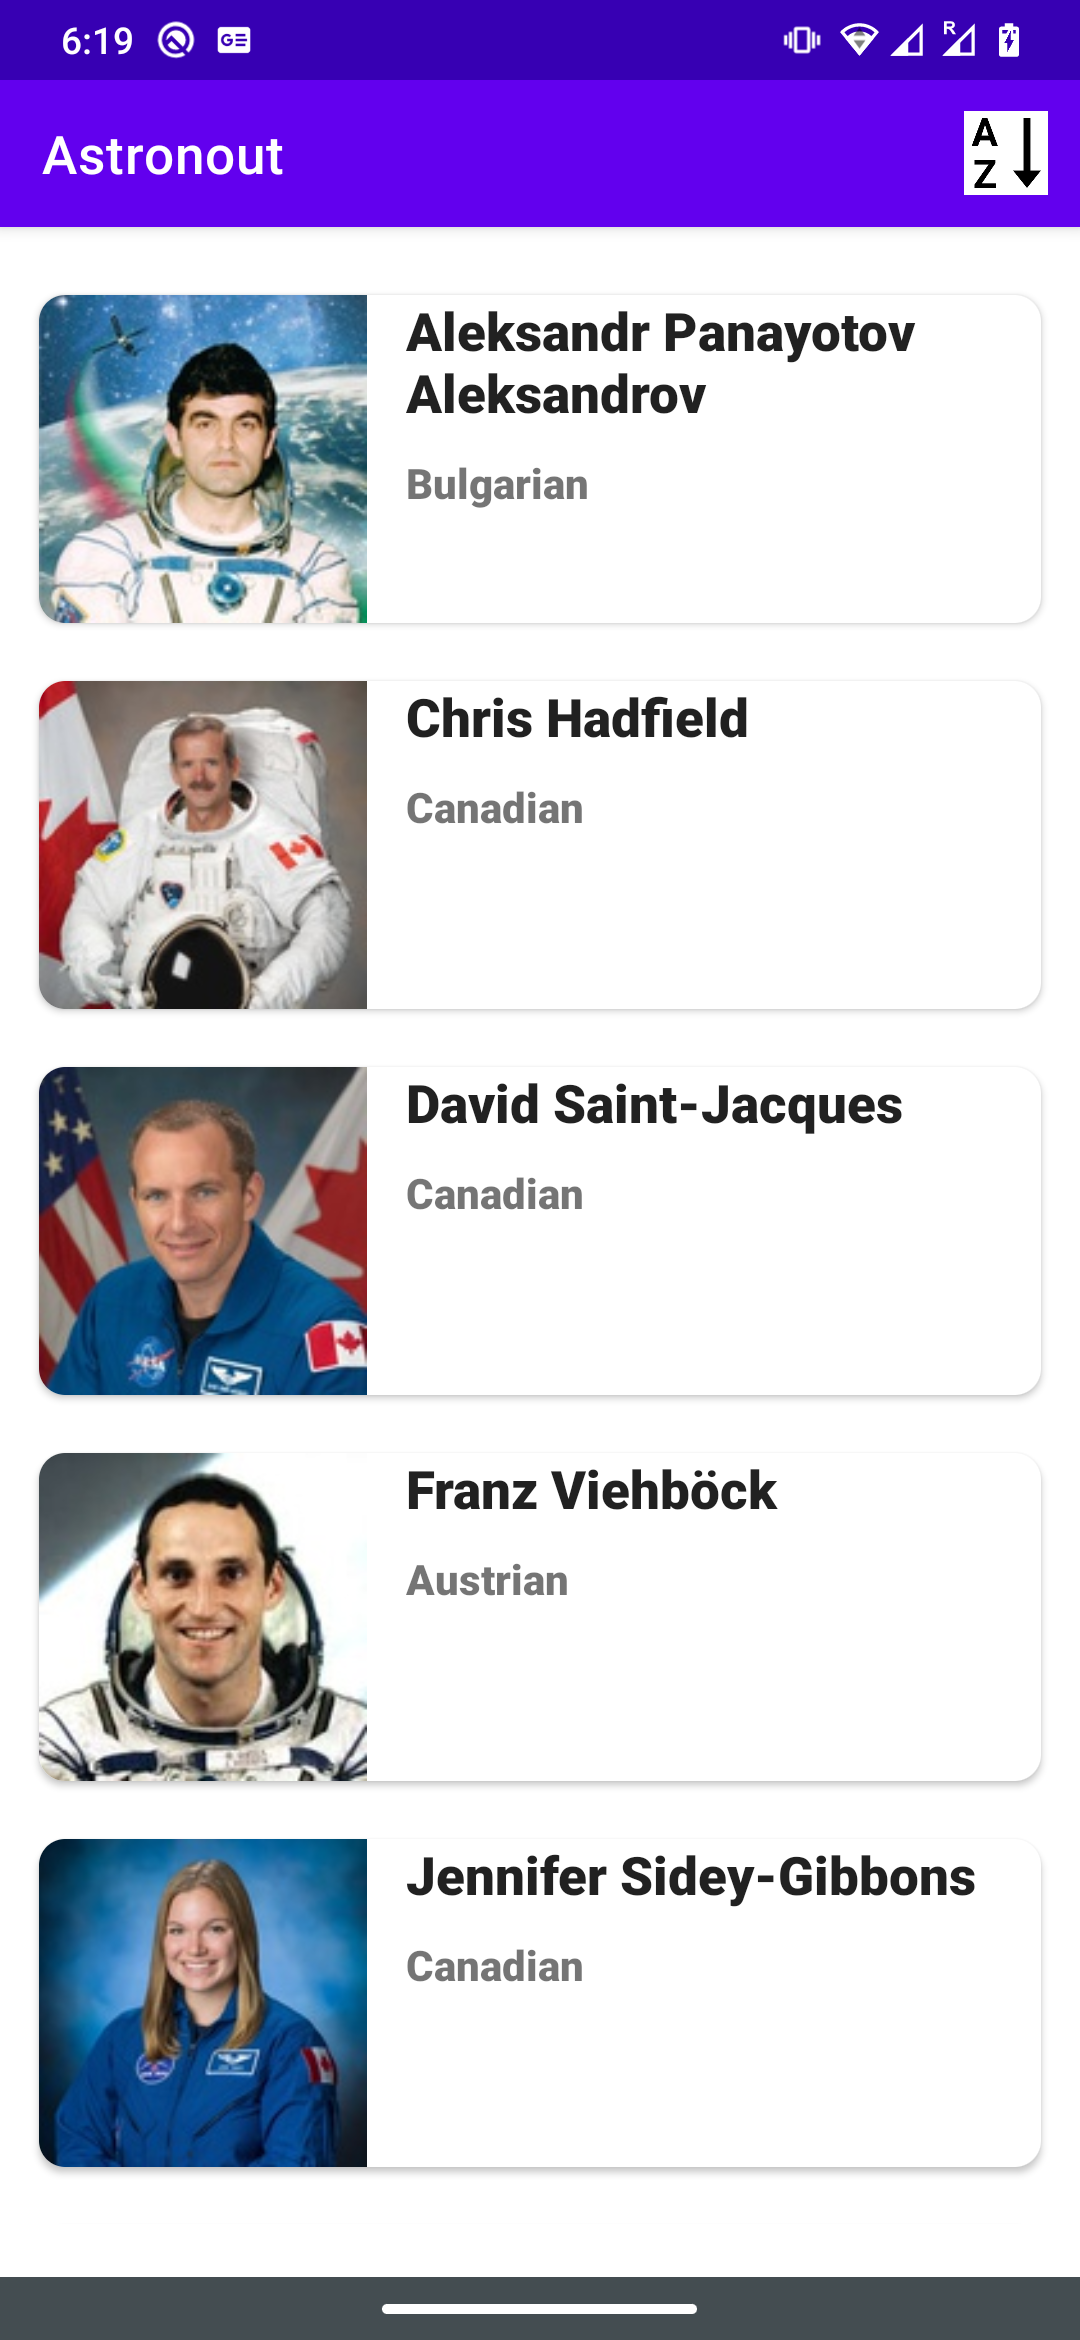 6:19
R
Astronout
A
Z
Aleksandr Panayotov
Aleksandrov
Bulgarian
Chris Hadfield
Canadian
David Saint-Jacques
Canadian
Franz Viehböck
Austrian
Jennifer Sidey-Gibbons
Canadian